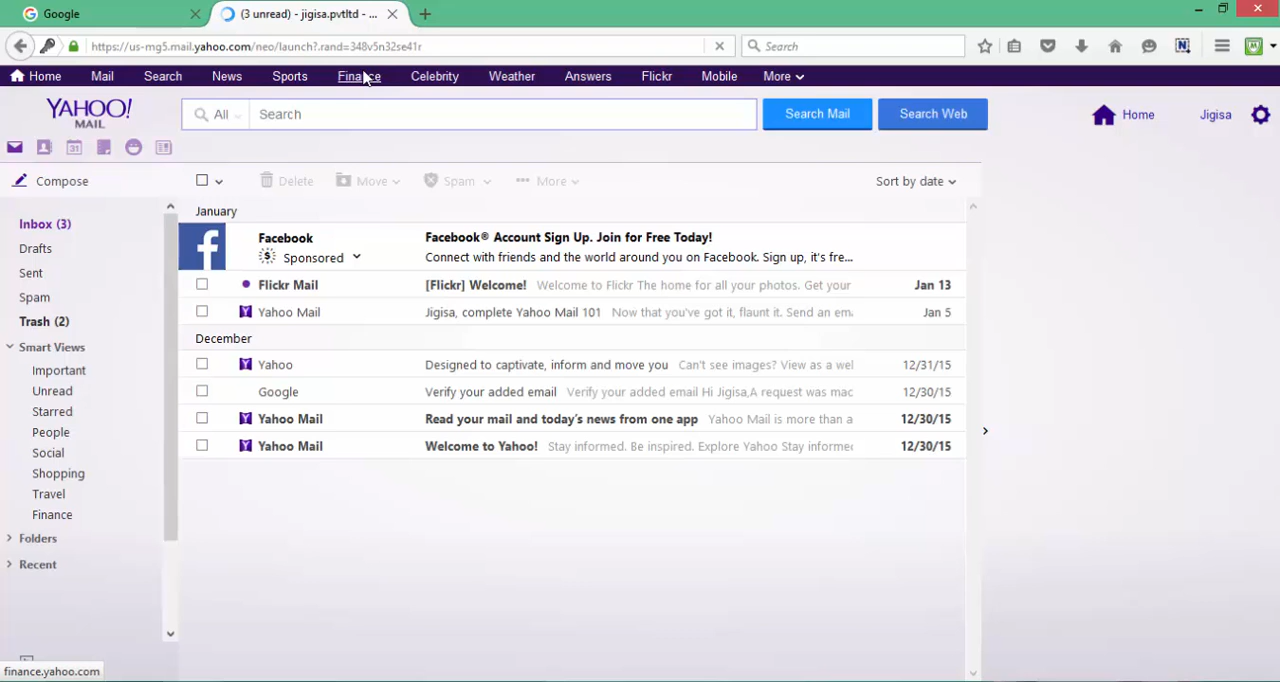 Google
(3 unread) - jigisa.pvtltd - ...
https://us-mg5.mail.yahoo.com/neo/launch?.rand=348v5n32se41r
Search
Home Mail Search News Sports Finance Celebrity Weather Answers Flickr Mobile More
YAHOO!
MAIL
All Search Search Mail Search Web Home Jigisa
31
Compose
Delete Move Spam More Sort by date
Inbox (3)
Drafts
Sent
Spam
Trash (2)
Smart Views
Important
Unread
Starred
People
Social
Shopping
Travel
Finance
Folders
Recent
January
Facebook Facebook® Account Sign Up. Join for Free Today!
Sponsored Connect with friends and the world around you on Facebook. Sign up, it's fre...
Flickr Mail [Flickr] Welcome! Welcome to Flickr The home for all your photos. Get your Jan 13
Yahoo Mail Jigisa, complete Yahoo Mail 101 Now that you've got it, flaunt it. Send an ema Jan 5
December
Yahoo Designed to captivate, inform and move you Can't see images? View as a wel 12/31/15
Google Verify your added email Verify your added email Hi Jigisa,A request was mac 12/30/15
Yahoo Mail Read your mail and today's news from one app Yahoo Mail is more than a 12/30/15
Yahoo Mail Welcome to Yahoo! Stay informed. Be inspired. Explore Yahoo Stay informec 12/30/15
finance.yahoo.com